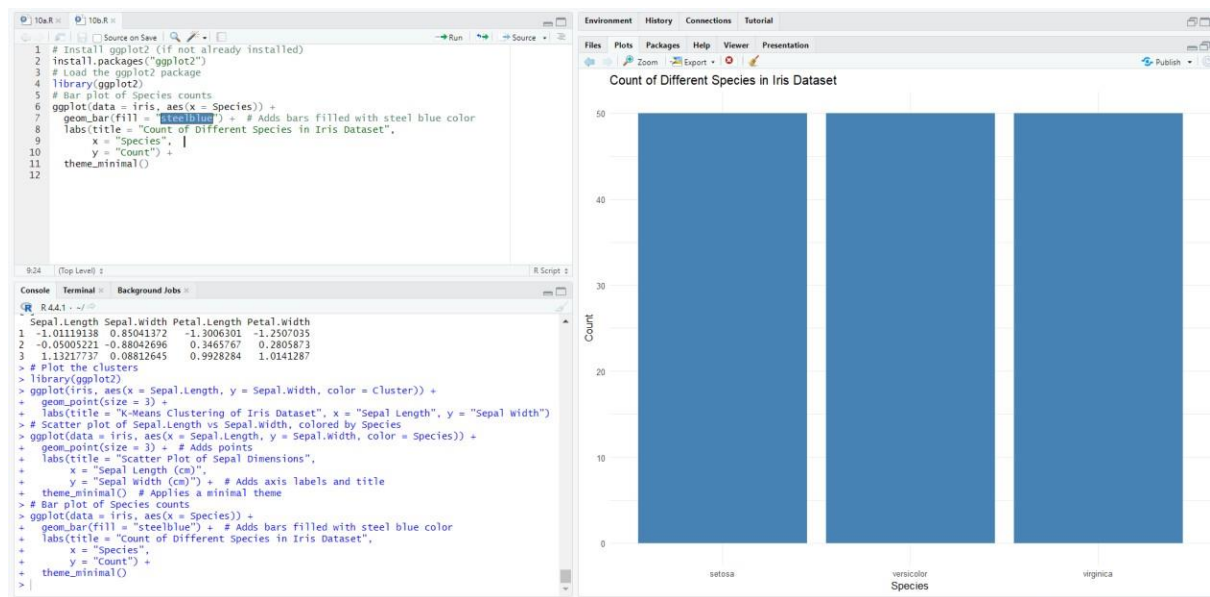 10a.R 10b.R
Source on Save Run Source
1 # Install ggplot2 (if not already installed)
2 install.packages("ggplot2")
3 # Load the ggplot2 package
4 library(ggplot2)
5 # Bar plot of Species counts
6 ggplot(data = iris, aes(x = Species)) +
7 geom_bar(fill = "steelblue") + # Adds bars filled with steel blue color
8 labs(title = "Count of Different Species in Iris Dataset",
9 x = "Species",
10 y = "Count") +
11 theme_minimal()
12
9:24 (Top Level) R Script
Console Terminal Background Jobs
R 4.4.1 · ~/
Sepal.Length Sepal.Width Petal.Length Petal.Width
1 -1.01119138 0.85041372 -1.3006301 -1.2507035
2 -0.05005221 -0.88042696 0.3465767 0.2805873
3 1.13217737 0.08812645 0.9928284 1.0141287
> # Plot the clusters
> library(ggplot2)
> ggplot(iris, aes(x = Sepal.Length, y = Sepal.Width, color = Cluster)) +
+ geom_point(size = 3) +
+ labs(title = "K-Means Clustering of Iris Dataset", x = "Sepal Length", y = "Sepal Width")
> # Scatter plot of Sepal.Length vs Sepal.Width, colored by Species
> ggplot(data = iris, aes(x = Sepal.Length, y = Sepal.Width, color = Species)) +
+ geom_point(size = 3) + # Adds points
+ labs(title = "Scatter Plot of Sepal Dimensions",
+ x = "Sepal Length (cm)",
+ y = "Sepal Width (cm)") + # Adds axis labels and title
+ theme_minimal() # Applies a minimal theme
> # Bar plot of Species counts
> ggplot(data = iris, aes(x = Species)) +
+ geom_bar(fill = "steelblue") + # Adds bars filled with steel blue color
+ labs(title = "Count of Different Species in Iris Dataset",
+ x = "Species",
+ y = "Count") +
+ theme_minimal()
>
Environment History Connections Tutorial
Files Plots Packages Help Viewer Presentation
Zoom Export Publish
Count of Different Species in Iris Dataset
50
40
30
Count
20
10
0
setosa versicolor virginica
Species